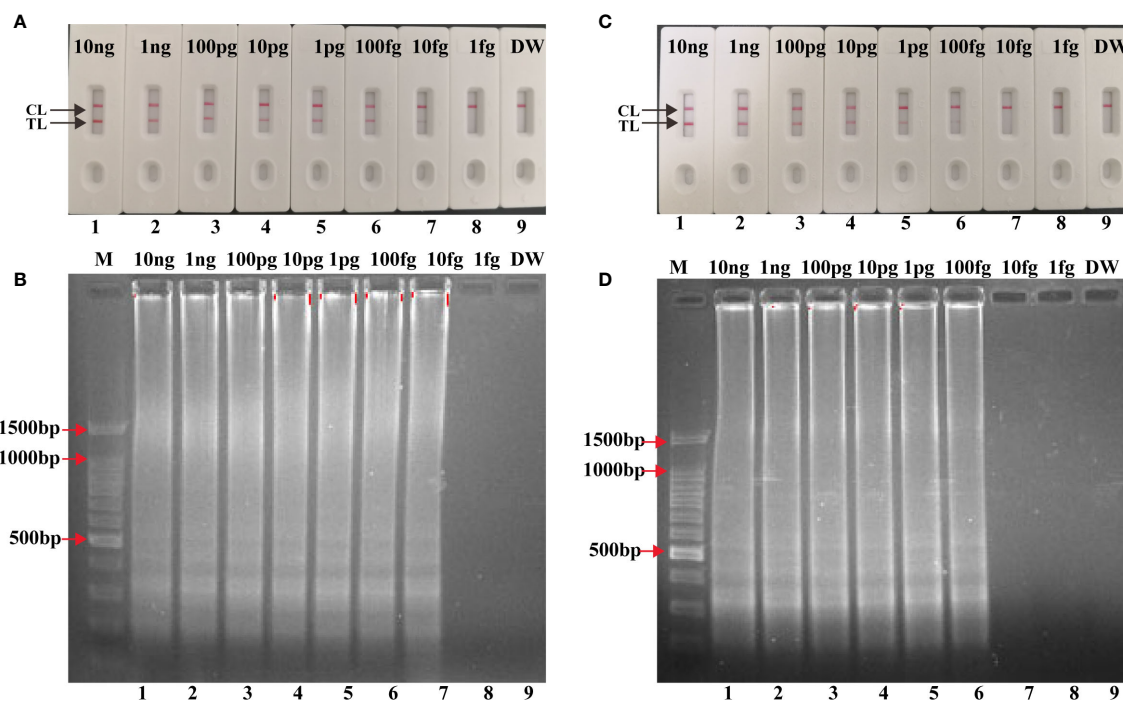 A
10ng 1ng 100pg 10pg 1pg 100fg 10fg 1fg DW
CL
TL
1 2 3 4 5 6 7 8 9
B
M 10ng 1ng 100pg 10pg 1pg 100fg 10fg 1fg DW
1500bp
1000bp
500bp
1 2 3 4 5 6 7 8 9
C
10ng 1ng 100pg 10pg 1pg 100fg 10fg 1fg DW
CL
TL
1 2 3 4 5 6 7 8 9
D
M 10ng 1ng 100pg 10pg 1pg 100fg 10fg 1fg DW
1500bp
1000bp
500bp
1 2 3 4 5 6 7 8 9